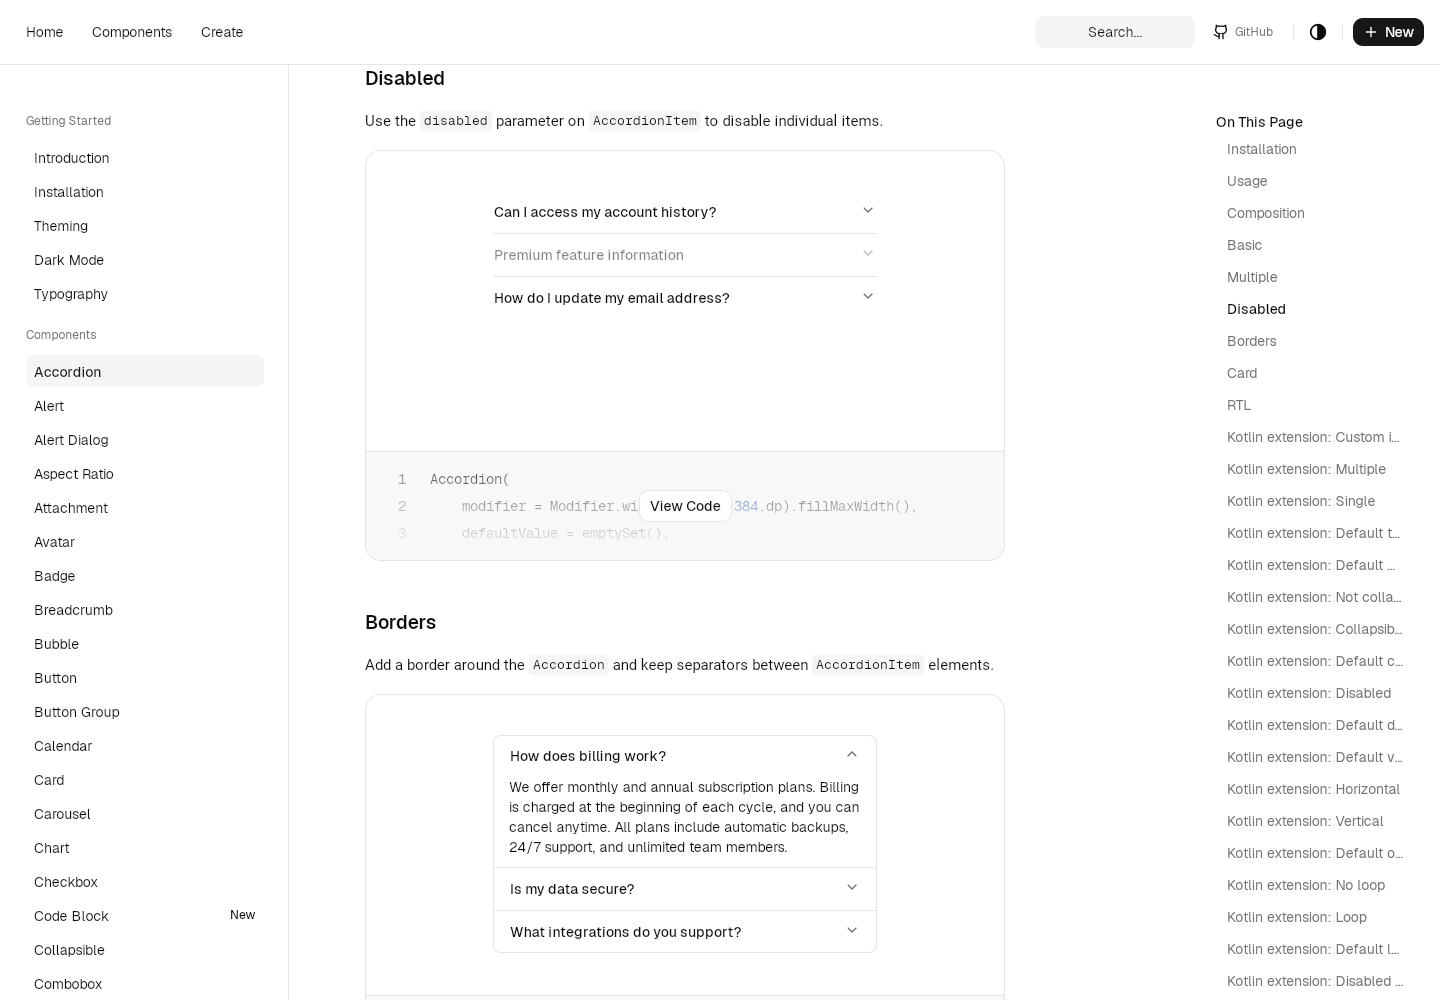 Home
Components
Create
Search...
GitHub
New
Getting Started
Introduction
Installation
Theming
Dark Mode
Typography
Components
Accordion
Alert
Alert Dialog
Aspect Ratio
Attachment
Avatar
Badge
Breadcrumb
Bubble
Button
Button Group
Calendar
Card
Carousel
Chart
Checkbox
Code Block
New
Collapsible
Combobox
Disabled
Use the disabled parameter on AccordionItem to disable individual items.
Can I access my account history?
Premium feature information
How do I update my email address?
1 Accordion(
2 modifier = Modifier.wi
View Code
384.dp).fillMaxWidth(),
3 defaultValue = emptySet(),
Borders
Add a border around the Accordion and keep separators between AccordionItem elements.
How does billing work?
We offer monthly and annual subscription plans. Billing
is charged at the beginning of each cycle, and you can
cancel anytime. All plans include automatic backups,
24/7 support, and unlimited team members.
Is my data secure?
What integrations do you support?
On This Page
Installation
Usage
Composition
Basic
Multiple
Disabled
Borders
Card
RTL
Kotlin extension: Custom i…
Kotlin extension: Multiple
Kotlin extension: Single
Kotlin extension: Default t…
Kotlin extension: Default …
Kotlin extension: Not colla…
Kotlin extension: Collapsib…
Kotlin extension: Default c…
Kotlin extension: Disabled
Kotlin extension: Default d…
Kotlin extension: Default v…
Kotlin extension: Horizontal
Kotlin extension: Vertical
Kotlin extension: Default o…
Kotlin extension: No loop
Kotlin extension: Loop
Kotlin extension: Default l…
Kotlin extension: Disabled …